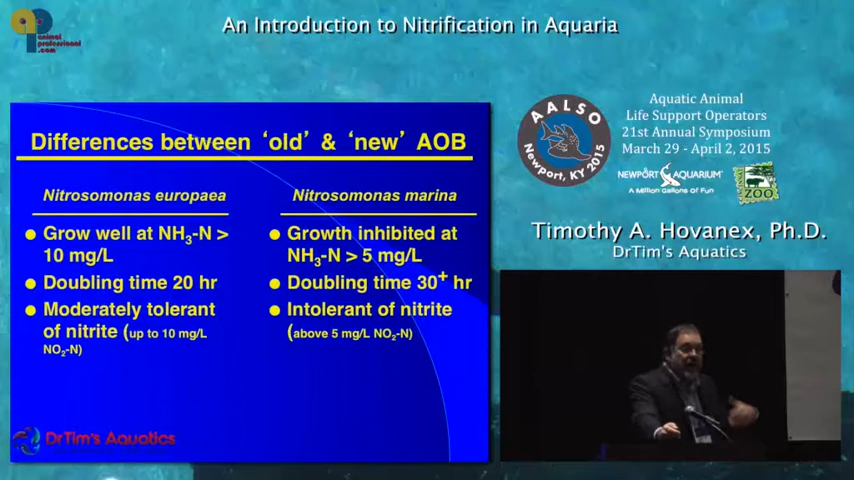 An Introduction to Nitrification in Aquaria
animal
professional
.com
Differences between ‘old’ & ‘new’ AOB
Nitrosomonas europaea
Grow well at NH3-N >
10 mg/L
Doubling time 20 hr
Moderately tolerant
of nitrite (up to 10 mg/L
NO2-N)
Nitrosomonas marina
Growth inhibited at
NH3-N > 5 mg/L
Doubling time 30+ hr
Intolerant of nitrite
(above 5 mg/L NO2-N)
DrTim's Aquatics
AALSO
Newport, KY 2015
Aquatic Animal
Life Support Operators
21st Annual Symposium
March 29 - April 2, 2015
NEWPORT AQUARIUM
A Million Gallons of Fun
ZOO
Timothy A. Hovanex, Ph.D.
DrTim's Aquatics